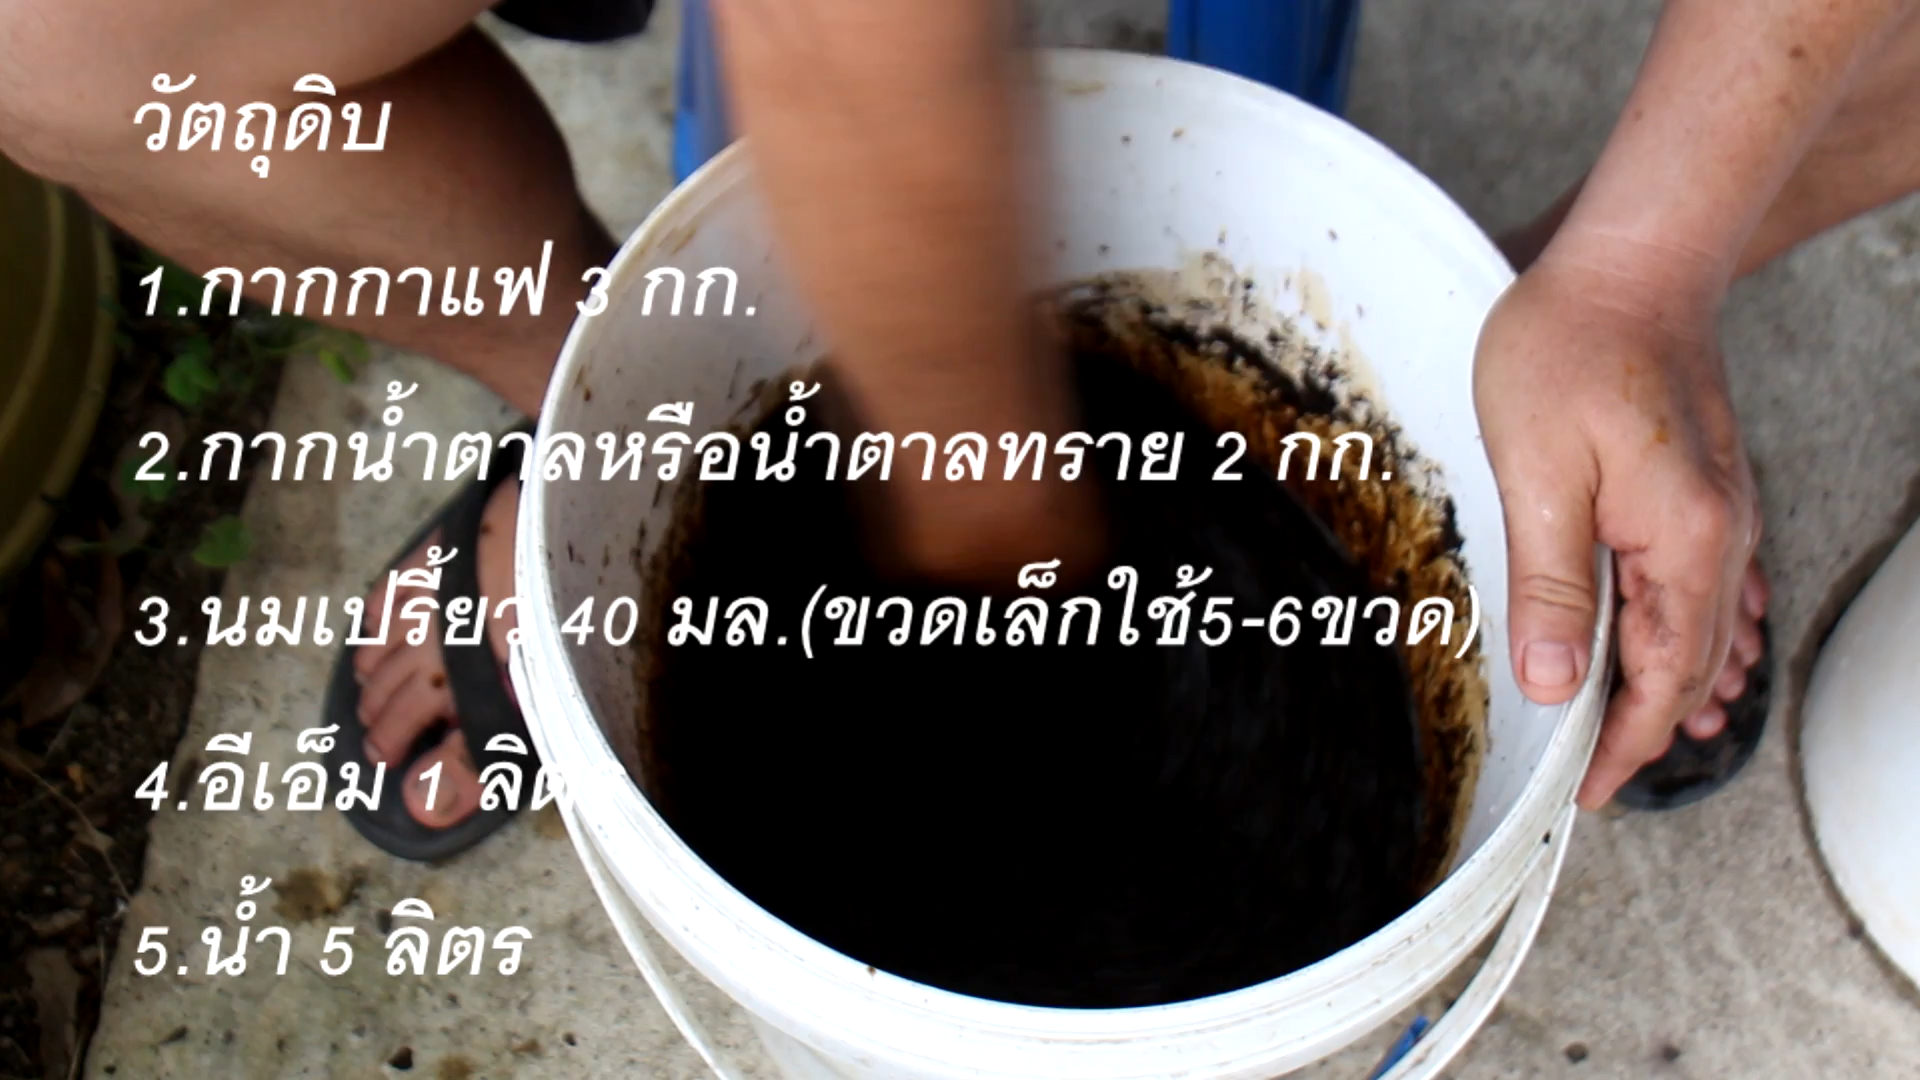 วัตถุดิบ
1.กากกาแฟ 3 กก.
2.กากน้ำตาลหรือน้ำตาลทราย 2 กก.
3.นมเปรี้ยว 40 มล.(ขวดเล็กใช้5-6ขวด)
4.อีเอ็ม 1
5.น้ำ 5 ลิตร